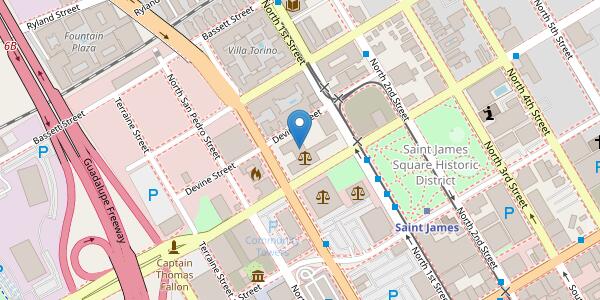 Ryland Street
Ryland
Bassett Street
North 1st Street
North 5th Street
6B
Fountain
Plaza
Villa Torino
North 2nd Street
North 4th Street
Bassett Street
Terraine Street
North San Pedro Street
Devine Street
Saint James
Square Historic
District
P
Guadalupe Freeway
Devine Street
North 3rd Street
P
P
P
Community
Towers
Saint James
Captain
Thomas
Fallon
Terraine Street
Street
North 1st Street
North 2nd Street
P